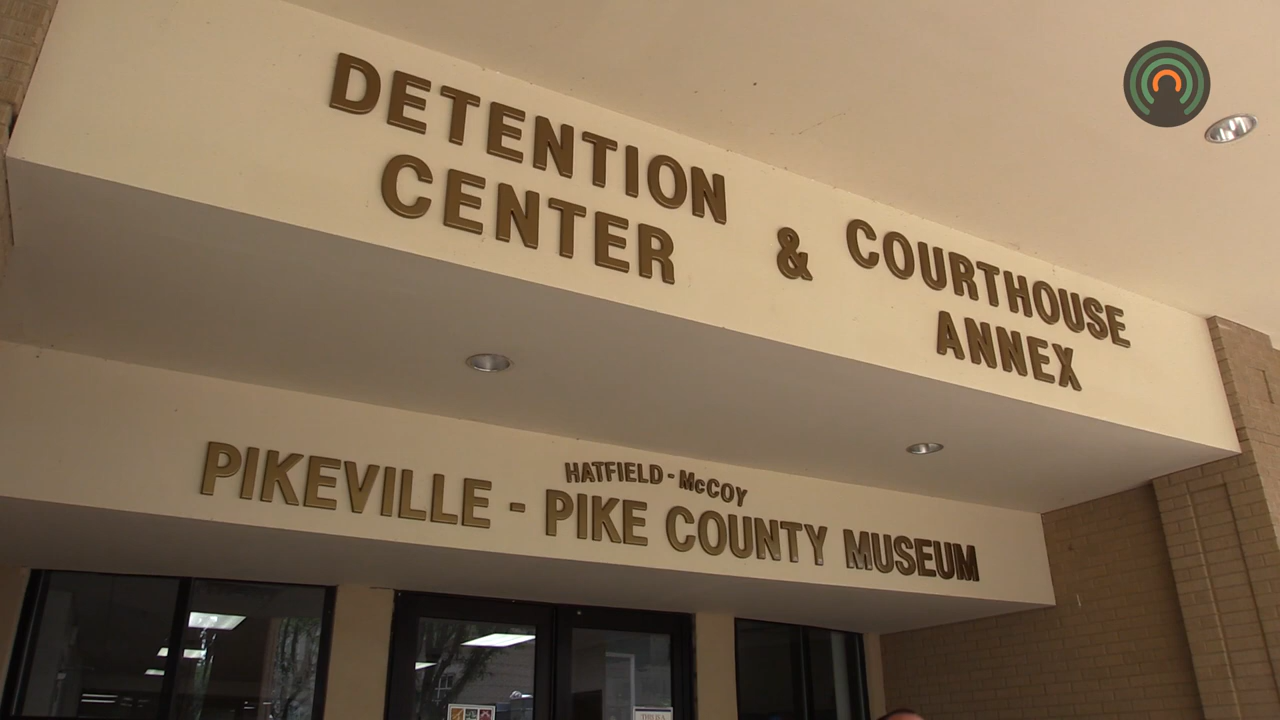 DETENTION
CENTER
&
COURTHOUSE
ANNEX
HATFIELD - McCOY
PIKEVILLE - PIKE COUNTY MUSEUM